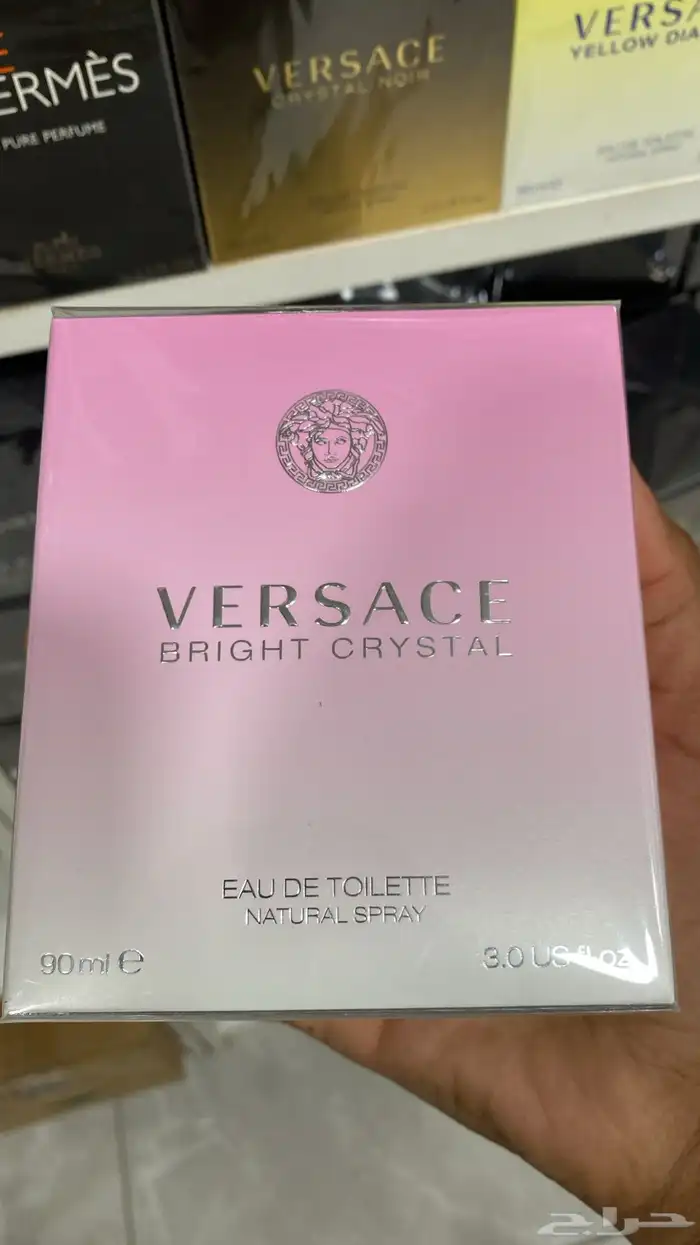 ERMÈS
PURE PERFUME
VERSACE
CRYSTAL NOIR
VERSA
YELLOW DIA
VERSACE
BRIGHT CRYSTAL
EAU DE TOILETTE
NATURAL SPRAY
90 ml e
3.0 US fl oz
حراج